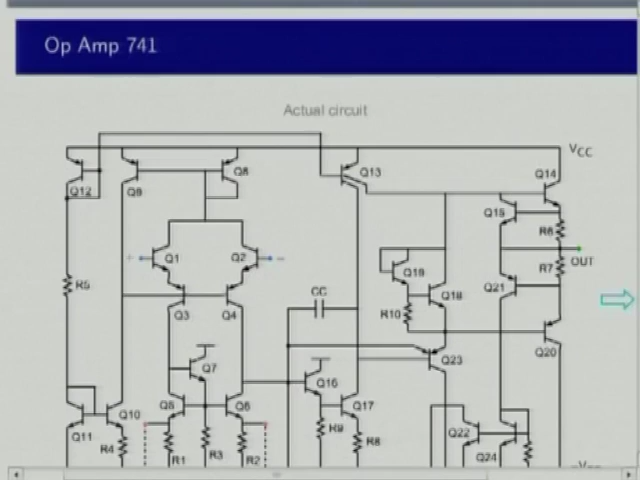 Op Amp 741
Actual circuit
VCC
Q12
Q9
Q8
Q13
Q14
Q15
R6
OUT
+
Q1
Q2
−
Q19
R7
R5
Q3
Q4
CC
Q18
Q21
R10
Q20
Q7
Q16
Q23
Q5
Q6
Q17
Q11
Q10
R4
R9
R8
Q22
Q24
R1
R3
R2